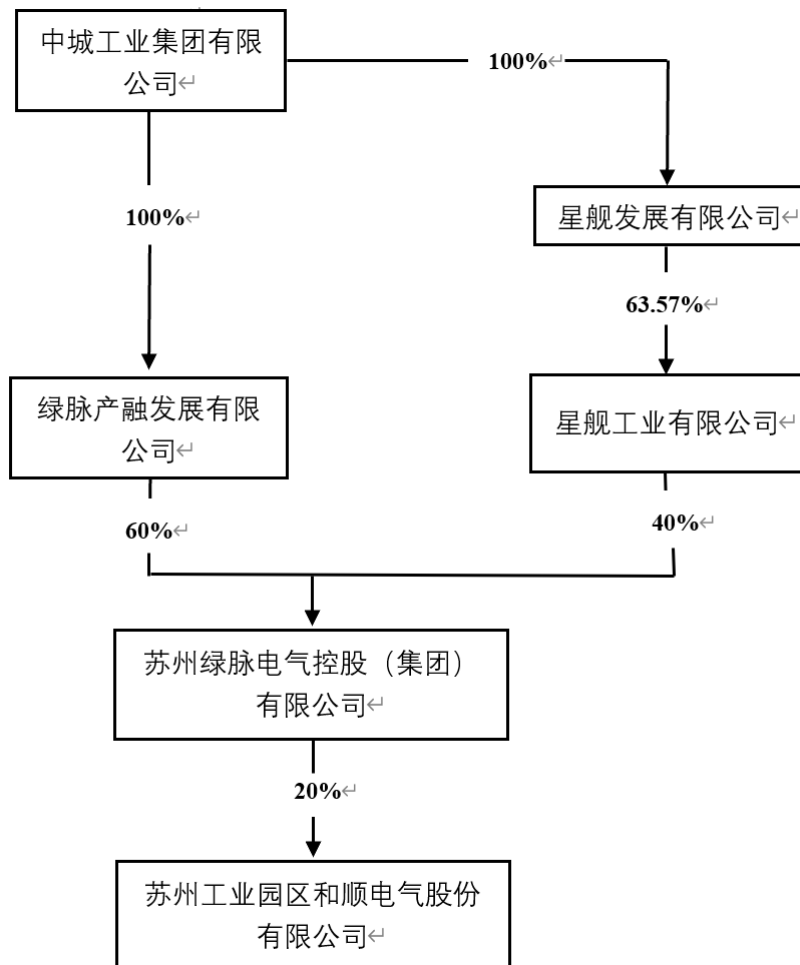 中城工业集团有限
公司↵
100%↵
100%↵
星舰发展有限公司↵
63.57%↵
绿脉产融发展有限
公司↵
星舰工业有限公司↵
60%↵
40%↵
苏州绿脉电气控股（集团）
有限公司↵
20%↵
苏州工业园区和顺电气股份
有限公司↵